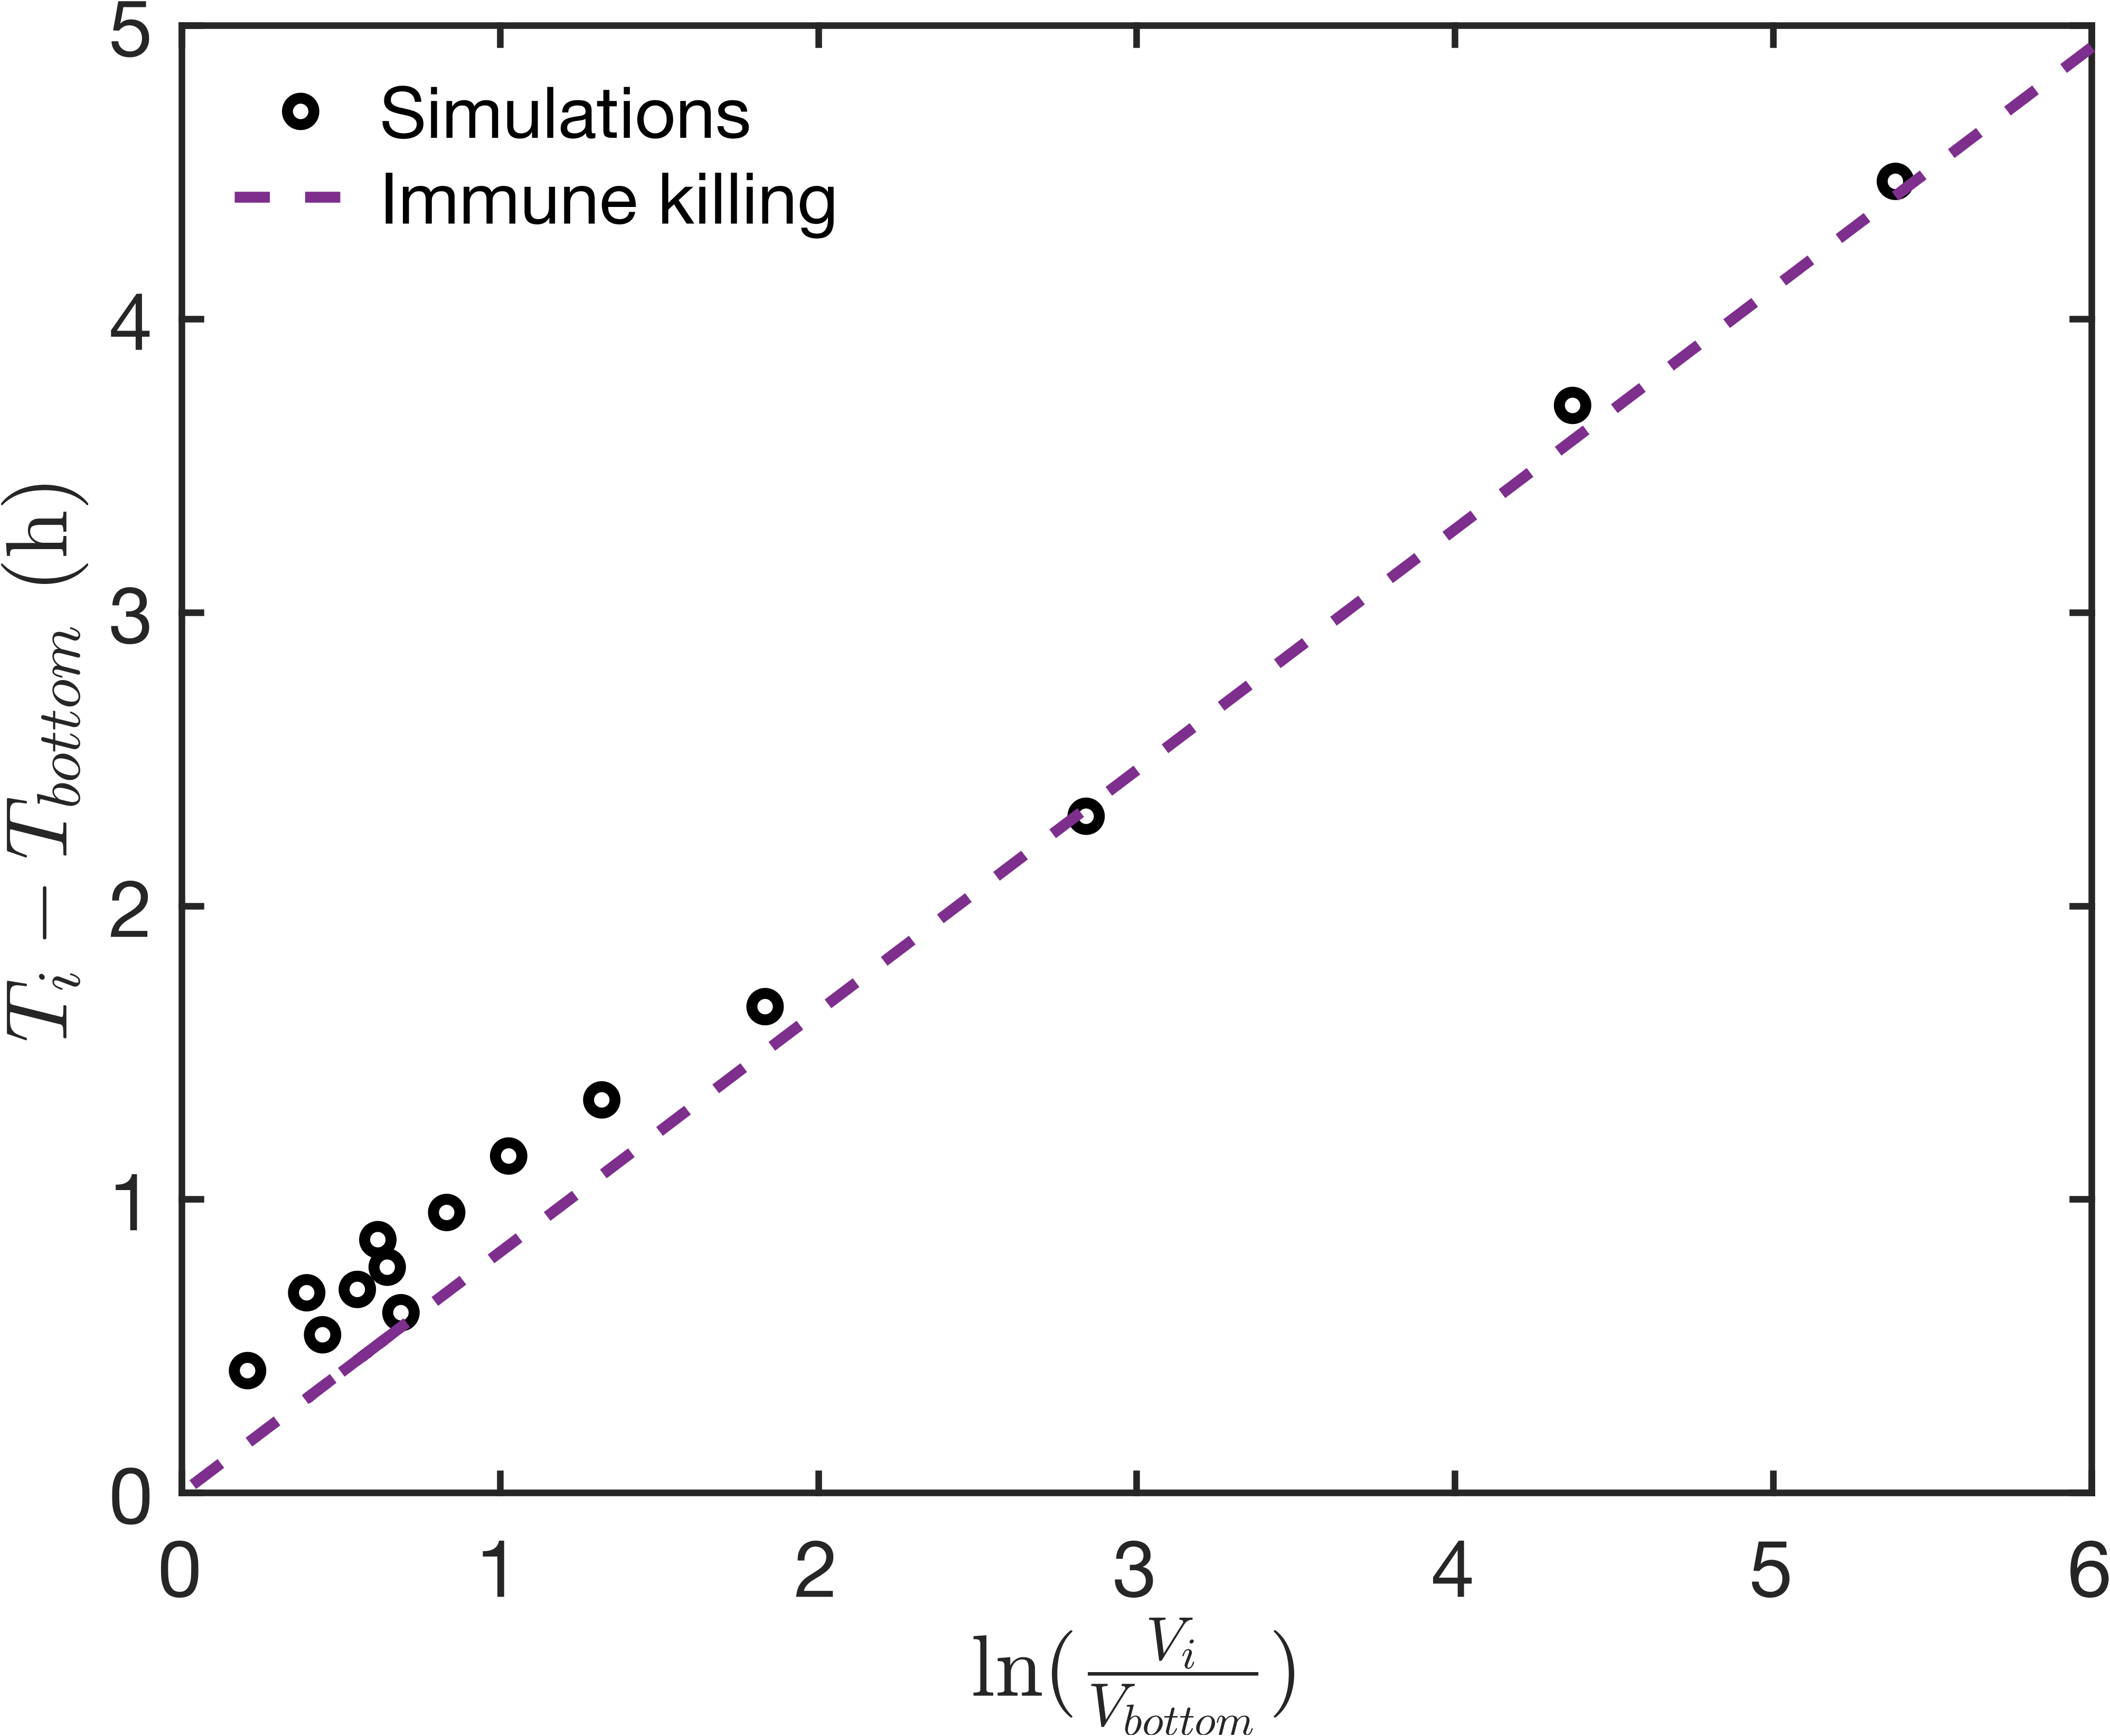 5
4
3
2
1
0
Simulations
Immune killing
T_i − T_bottom (h)
0 1 2 3 4 5 6
ln(V_i/V_bottom)